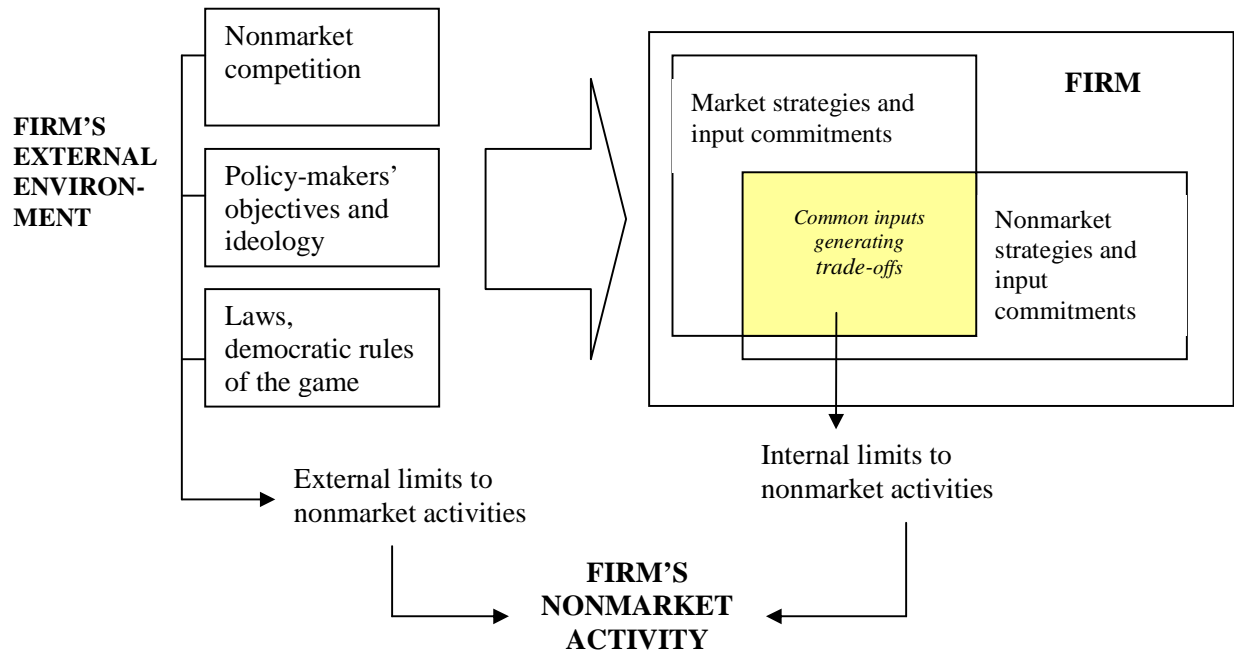 Nonmarket
competition
FIRM'S
EXTERNAL
ENVIRON-
MENT
Policy-makers'
objectives and
ideology
Laws,
democratic rules
of the game
FIRM
Market strategies and
input commitments
Common inputs
generating
trade-offs
Nonmarket
strategies and
input
commitments
External limits to
nonmarket activities
Internal limits to
nonmarket activities
FIRM'S
NONMARKET
ACTIVITY